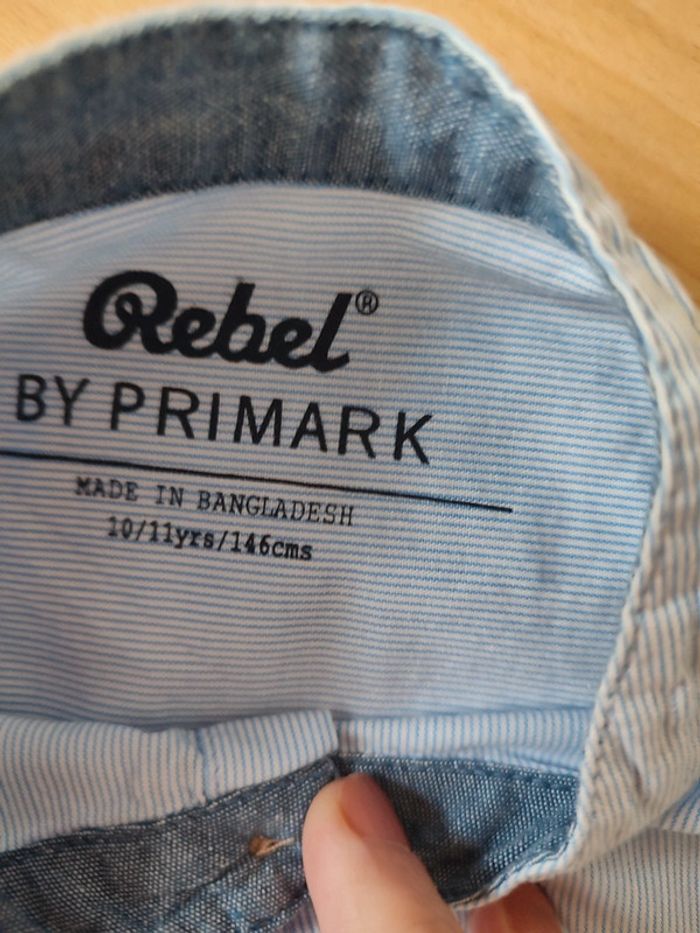 Rebel®
BY PRIMARK
MADE IN BANGLADESH
10/11yrs/146cms